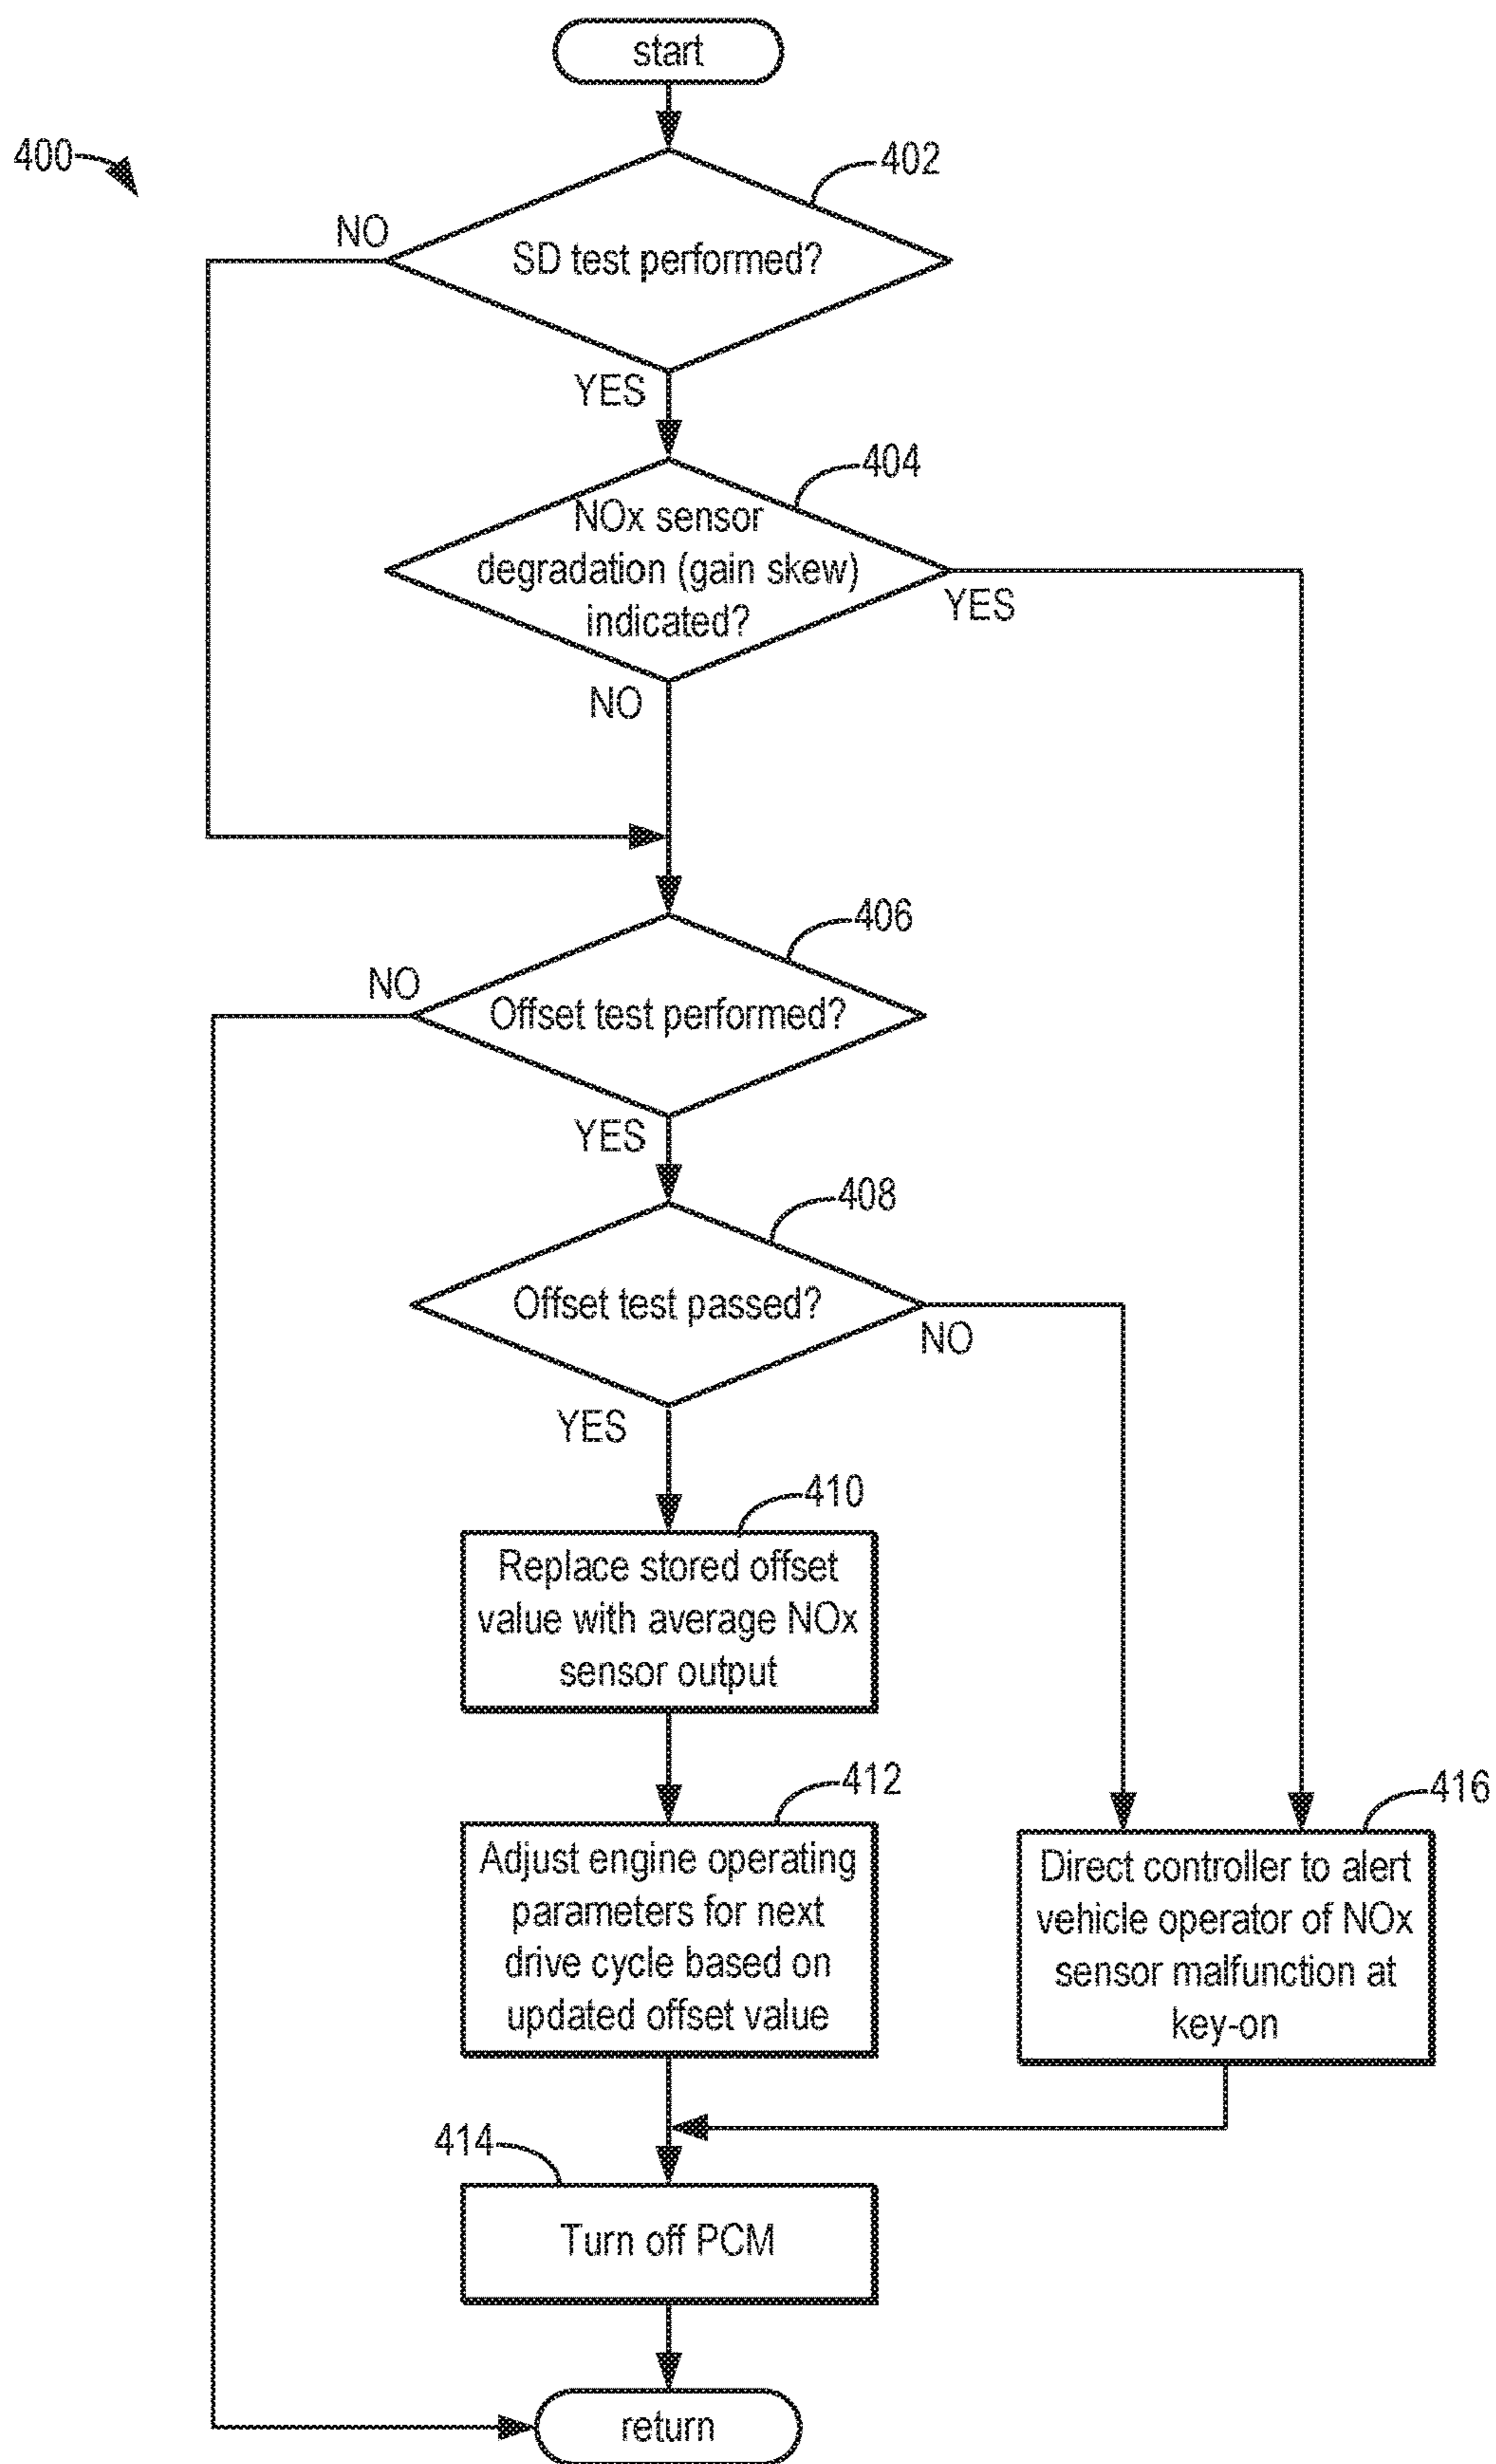 start
400
402
NO
SD test performed?
YES
404
NOx sensor
degradation (gain skew)
indicated?
YES
NO
406
NO
Offset test performed?
YES
408
Offset test passed?
NO
YES
410
Replace stored offset
value with average NOx
sensor output
412
Adjust engine operating
parameters for next
drive cycle based on
updated offset value
416
Direct controller to alert
vehicle operator of NOx
sensor malfunction at
key-on
414
Turn off PCM
return